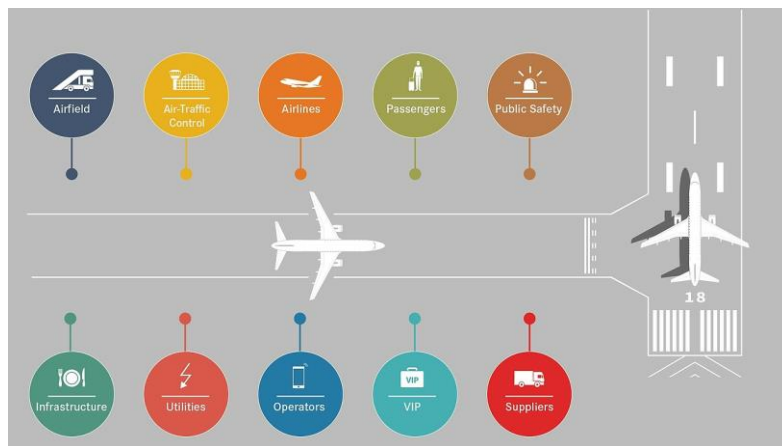 Airfield
Air-Traffic
Control
Airlines
Passengers
Public Safety
18
Infrastructure
Utilities
Operators
VIP
VIP
Suppliers